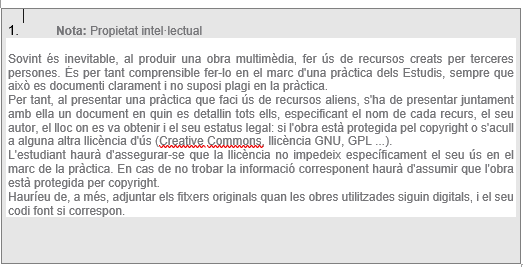 1. Nota: Propietat intel·lectual
Sovint és inevitable, al produir una obra multimèdia, fer ús de recursos creats per terceres
persones. És per tant comprensible fer-lo en el marc d'una pràctica dels Estudis, sempre que
això es documenti clarament i no suposi plagi en la pràctica.
Per tant, al presentar una pràctica que faci ús de recursos aliens, s'ha de presentar juntament
amb ella un document en quin es detallin tots ells, especificant el nom de cada recurs, el seu
autor, el lloc on es va obtenir i el seu estatus legal: si l'obra està protegida pel copyright o s'acull
a alguna altra llicència d'ús (Creative Commons, llicència GNU, GPL ...).
L'estudiant haurà d'assegurar-se que la llicència no impedeix específicament el seu ús en el
marc de la pràctica. En cas de no trobar la informació corresponent haurà d'assumir que l'obra
està protegida per copyright.
Hauríeu de, a més, adjuntar els fitxers originals quan les obres utilitzades siguin digitals, i el seu
codi font si correspon.